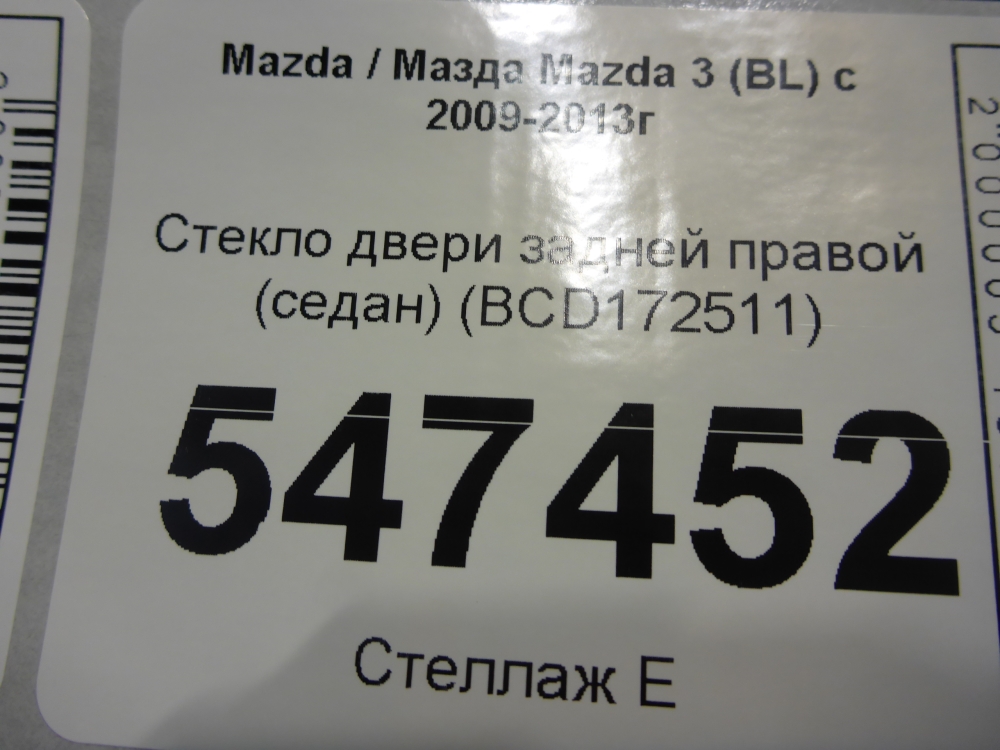 Mazda / Мазда Mazda 3 (BL) с
2009-2013г
Стекло двери задней правой
(седан) (BCD172511)
547452
Стеллаж Е